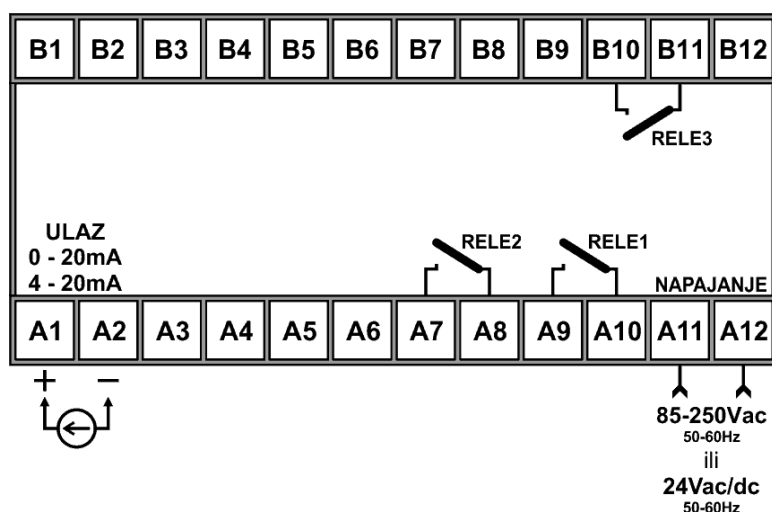 B1 B2 B3 B4 B5 B6 B7 B8 B9 B10 B11 B12
RELE3
ULAZ
0 - 20mA
4 - 20mA
RELE2
RELE1
NAPAJANJE
A1 A2 A3 A4 A5 A6 A7 A8 A9 A10 A11 A12
+ −
85-250Vac
50-60Hz
ili
24Vac/dc
50-60Hz